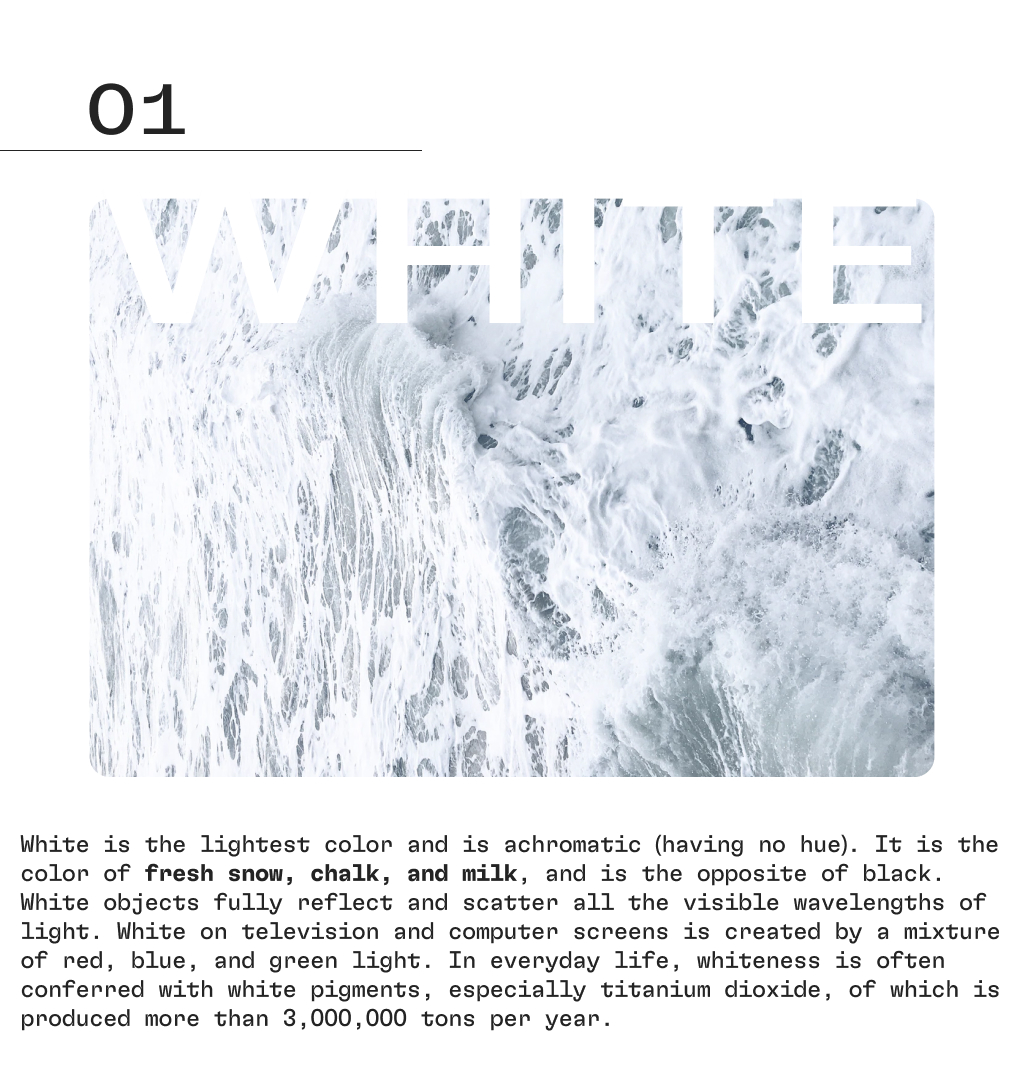 01
WHITE
White is the lightest color and is achromatic (having no hue). It is the
color of fresh snow, chalk, and milk, and is the opposite of black.
White objects fully reflect and scatter all the visible wavelengths of
light. White on television and computer screens is created by a mixture
of red, blue, and green light. In everyday life, whiteness is often
conferred with white pigments, especially titanium dioxide, of which is
produced more than 3,000,000 tons per year.